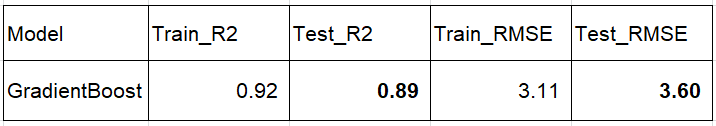 Model Train_R2 Test_R2 Train_RMSE Test_RMSE
GradientBoost 0.92 0.89 3.11 3.60